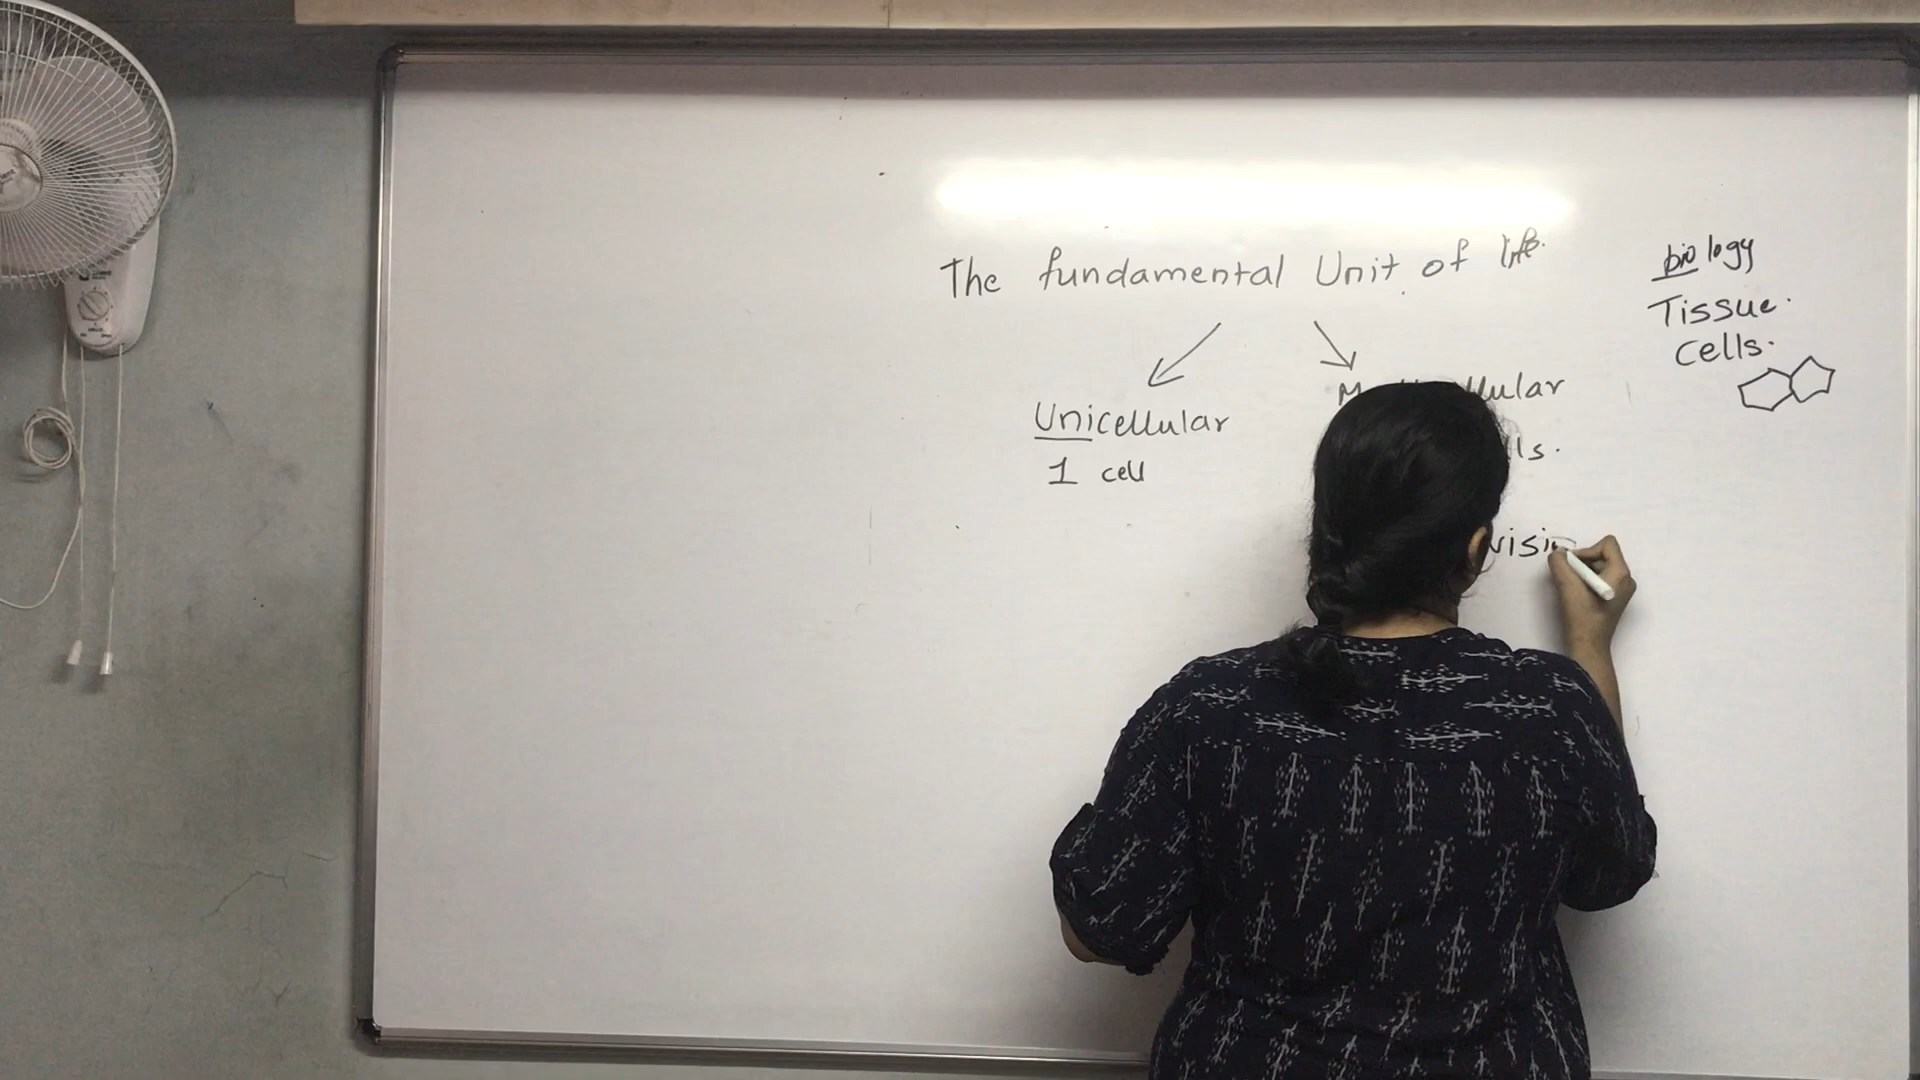 The fundamental Unit of life.
Unicellular
1 cell
biology
Tissue.
Cells.